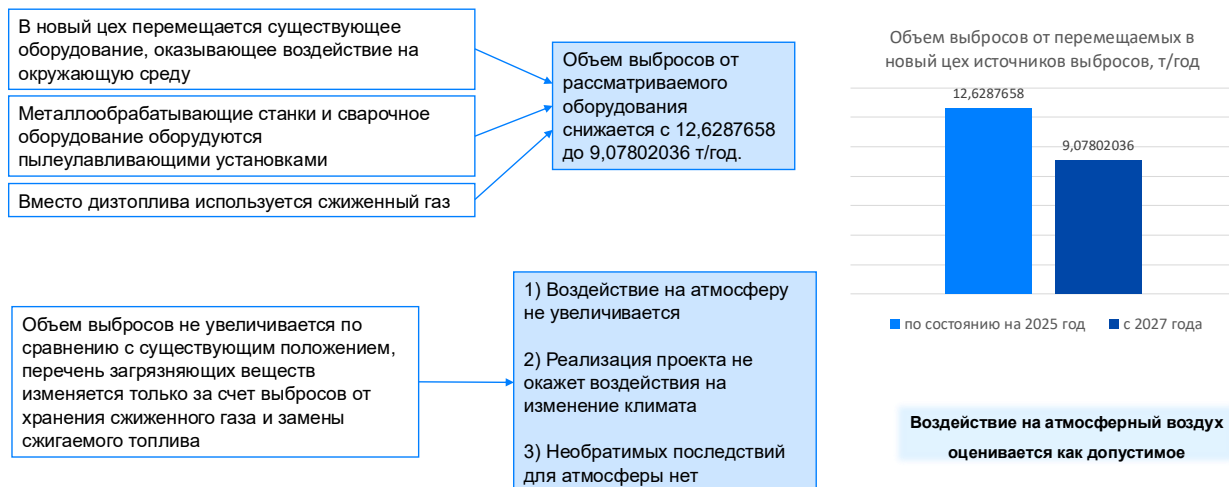 В новый цех перемещается существующее
оборудование, оказывающее воздействие на
окружающую среду
Металлообрабатывающие станки и сварочное
оборудование оборудуются
пылеулавливающими установками
Вместо дизтоплива используется сжиженный газ
Объем выбросов от
рассматриваемого
оборудования
снижается с 12,6287658
до 9,07802036 т/год.
Объем выбросов от перемещаемых в
новый цех источников выбросов, т/год
12,6287658
9,07802036
по состоянию на 2025 год
с 2027 года
Объем выбросов не увеличивается по
сравнению с существующим положением,
перечень загрязняющих веществ
изменяется только за счет выбросов от
хранения сжиженного газа и замены
сжигаемого топлива
1) Воздействие на атмосферу
не увеличивается
2) Реализация проекта не
окажет воздействия на
изменение климата
3) Необратимых последствий
для атмосферы нет
Воздействие на атмосферный воздух
оценивается как допустимое